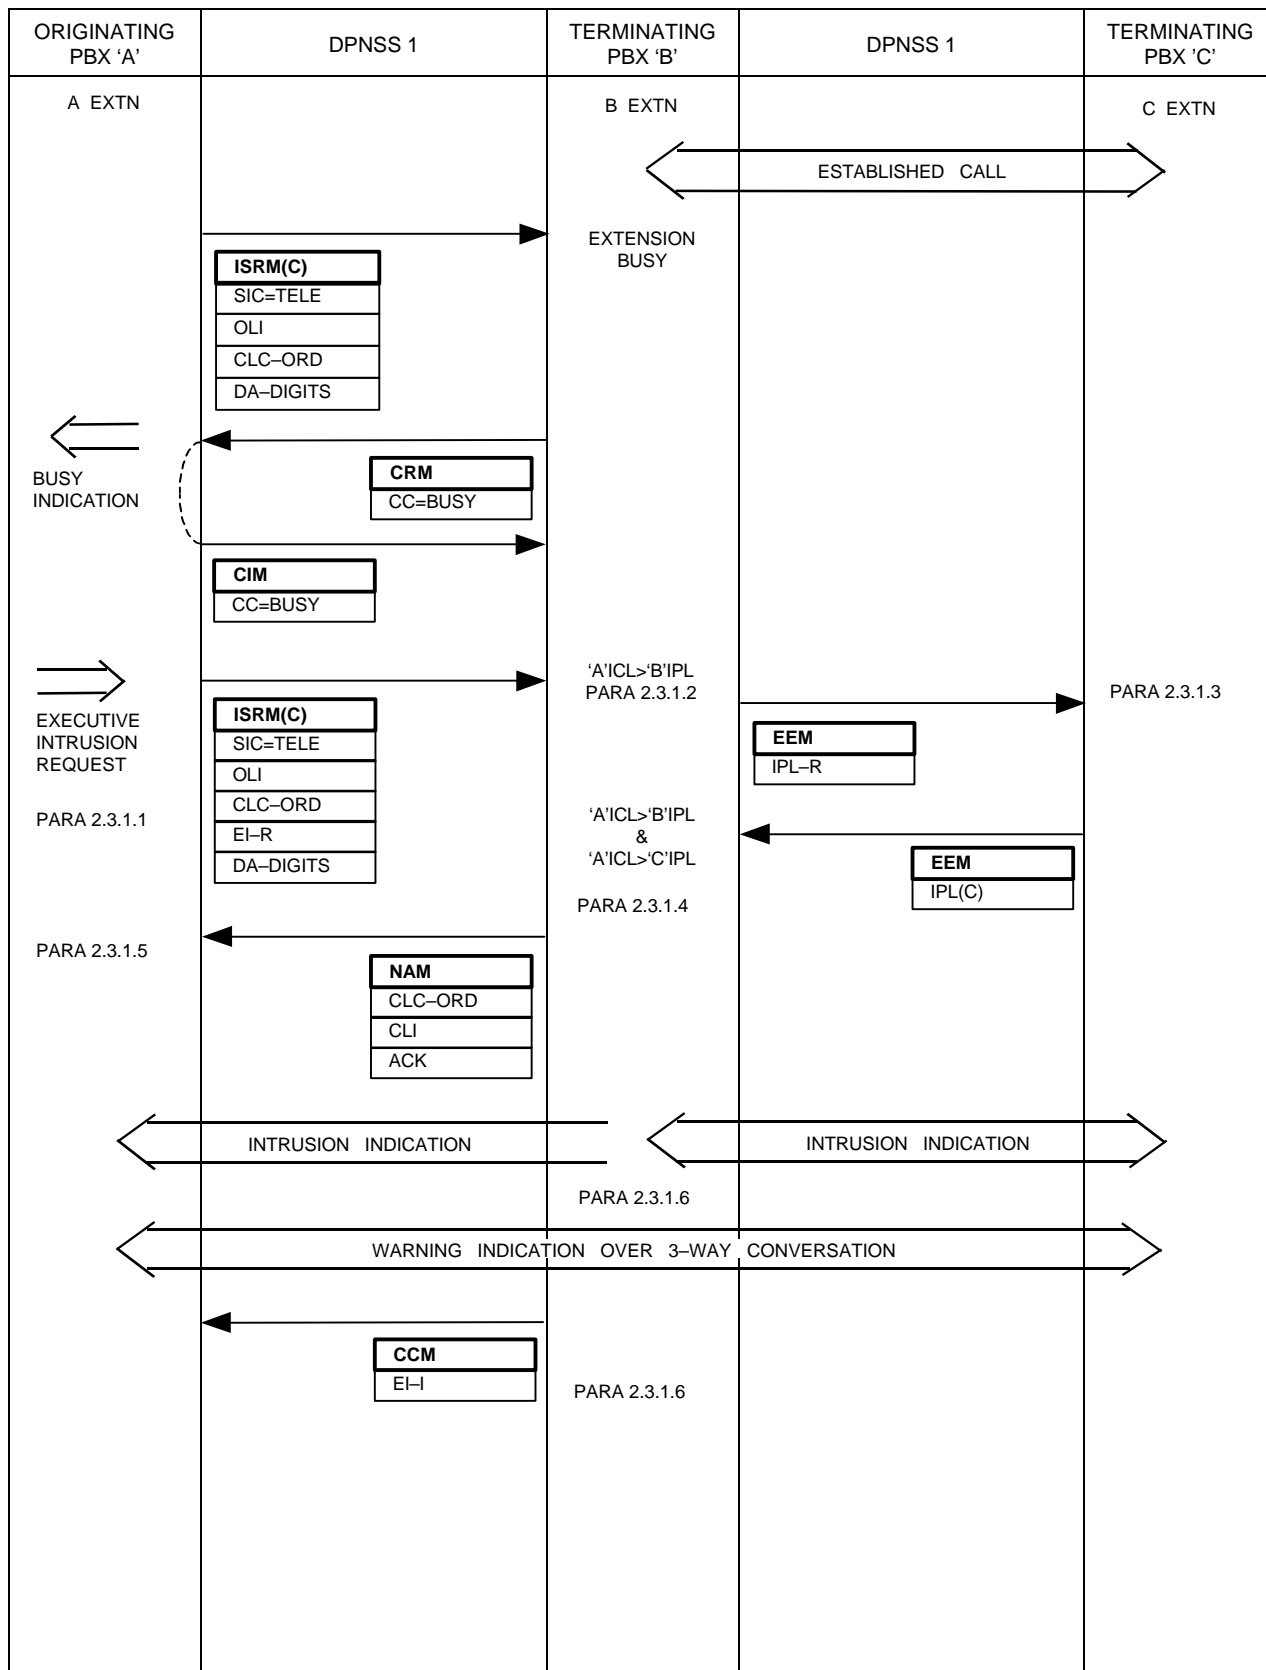 ORIGINATING
PBX ‘A’
DPNSS 1
TERMINATING
PBX ‘B’
DPNSS 1
TERMINATING
PBX ’C’
A EXTN
B EXTN
C EXTN
ESTABLISHED CALL
EXTENSION
BUSY
ISRM(C)
SIC=TELE
OLI
CLC–ORD
DA–DIGITS
BUSY
INDICATION
CRM
CC=BUSY
CIM
CC=BUSY
EXECUTIVE
INTRUSION
REQUEST
PARA 2.3.1.1
ISRM(C)
SIC=TELE
OLI
CLC–ORD
EI–R
DA–DIGITS
‘A’ICL>‘B’IPL
PARA 2.3.1.2
EEM
IPL–R
PARA 2.3.1.3
‘A’ICL>‘B’IPL
&
‘A’ICL>‘C’IPL
PARA 2.3.1.4
EEM
IPL(C)
PARA 2.3.1.5
NAM
CLC–ORD
CLI
ACK
INTRUSION INDICATION
INTRUSION INDICATION
PARA 2.3.1.6
WARNING INDICATION OVER 3–WAY CONVERSATION
CCM
EI–I
PARA 2.3.1.6